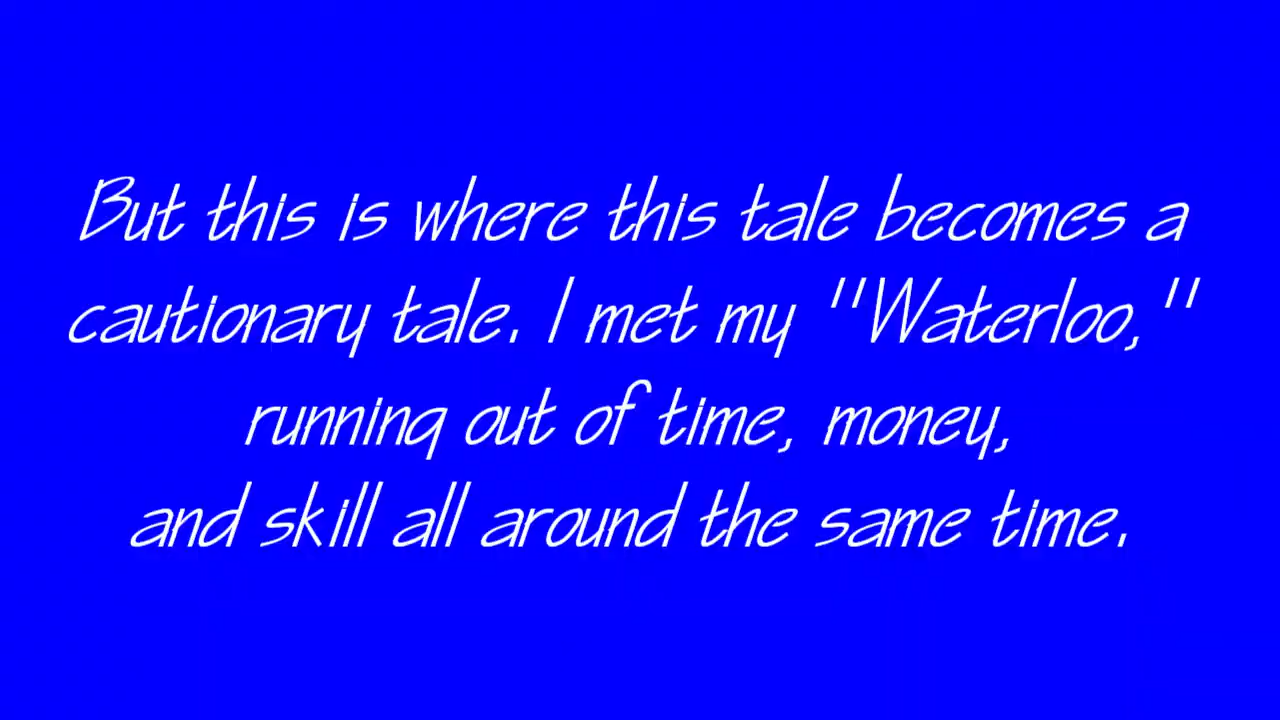 But this is where this tale becomes a
cautionary tale. I met my "Waterloo,"
running out of time, money,
and skill all around the same time.